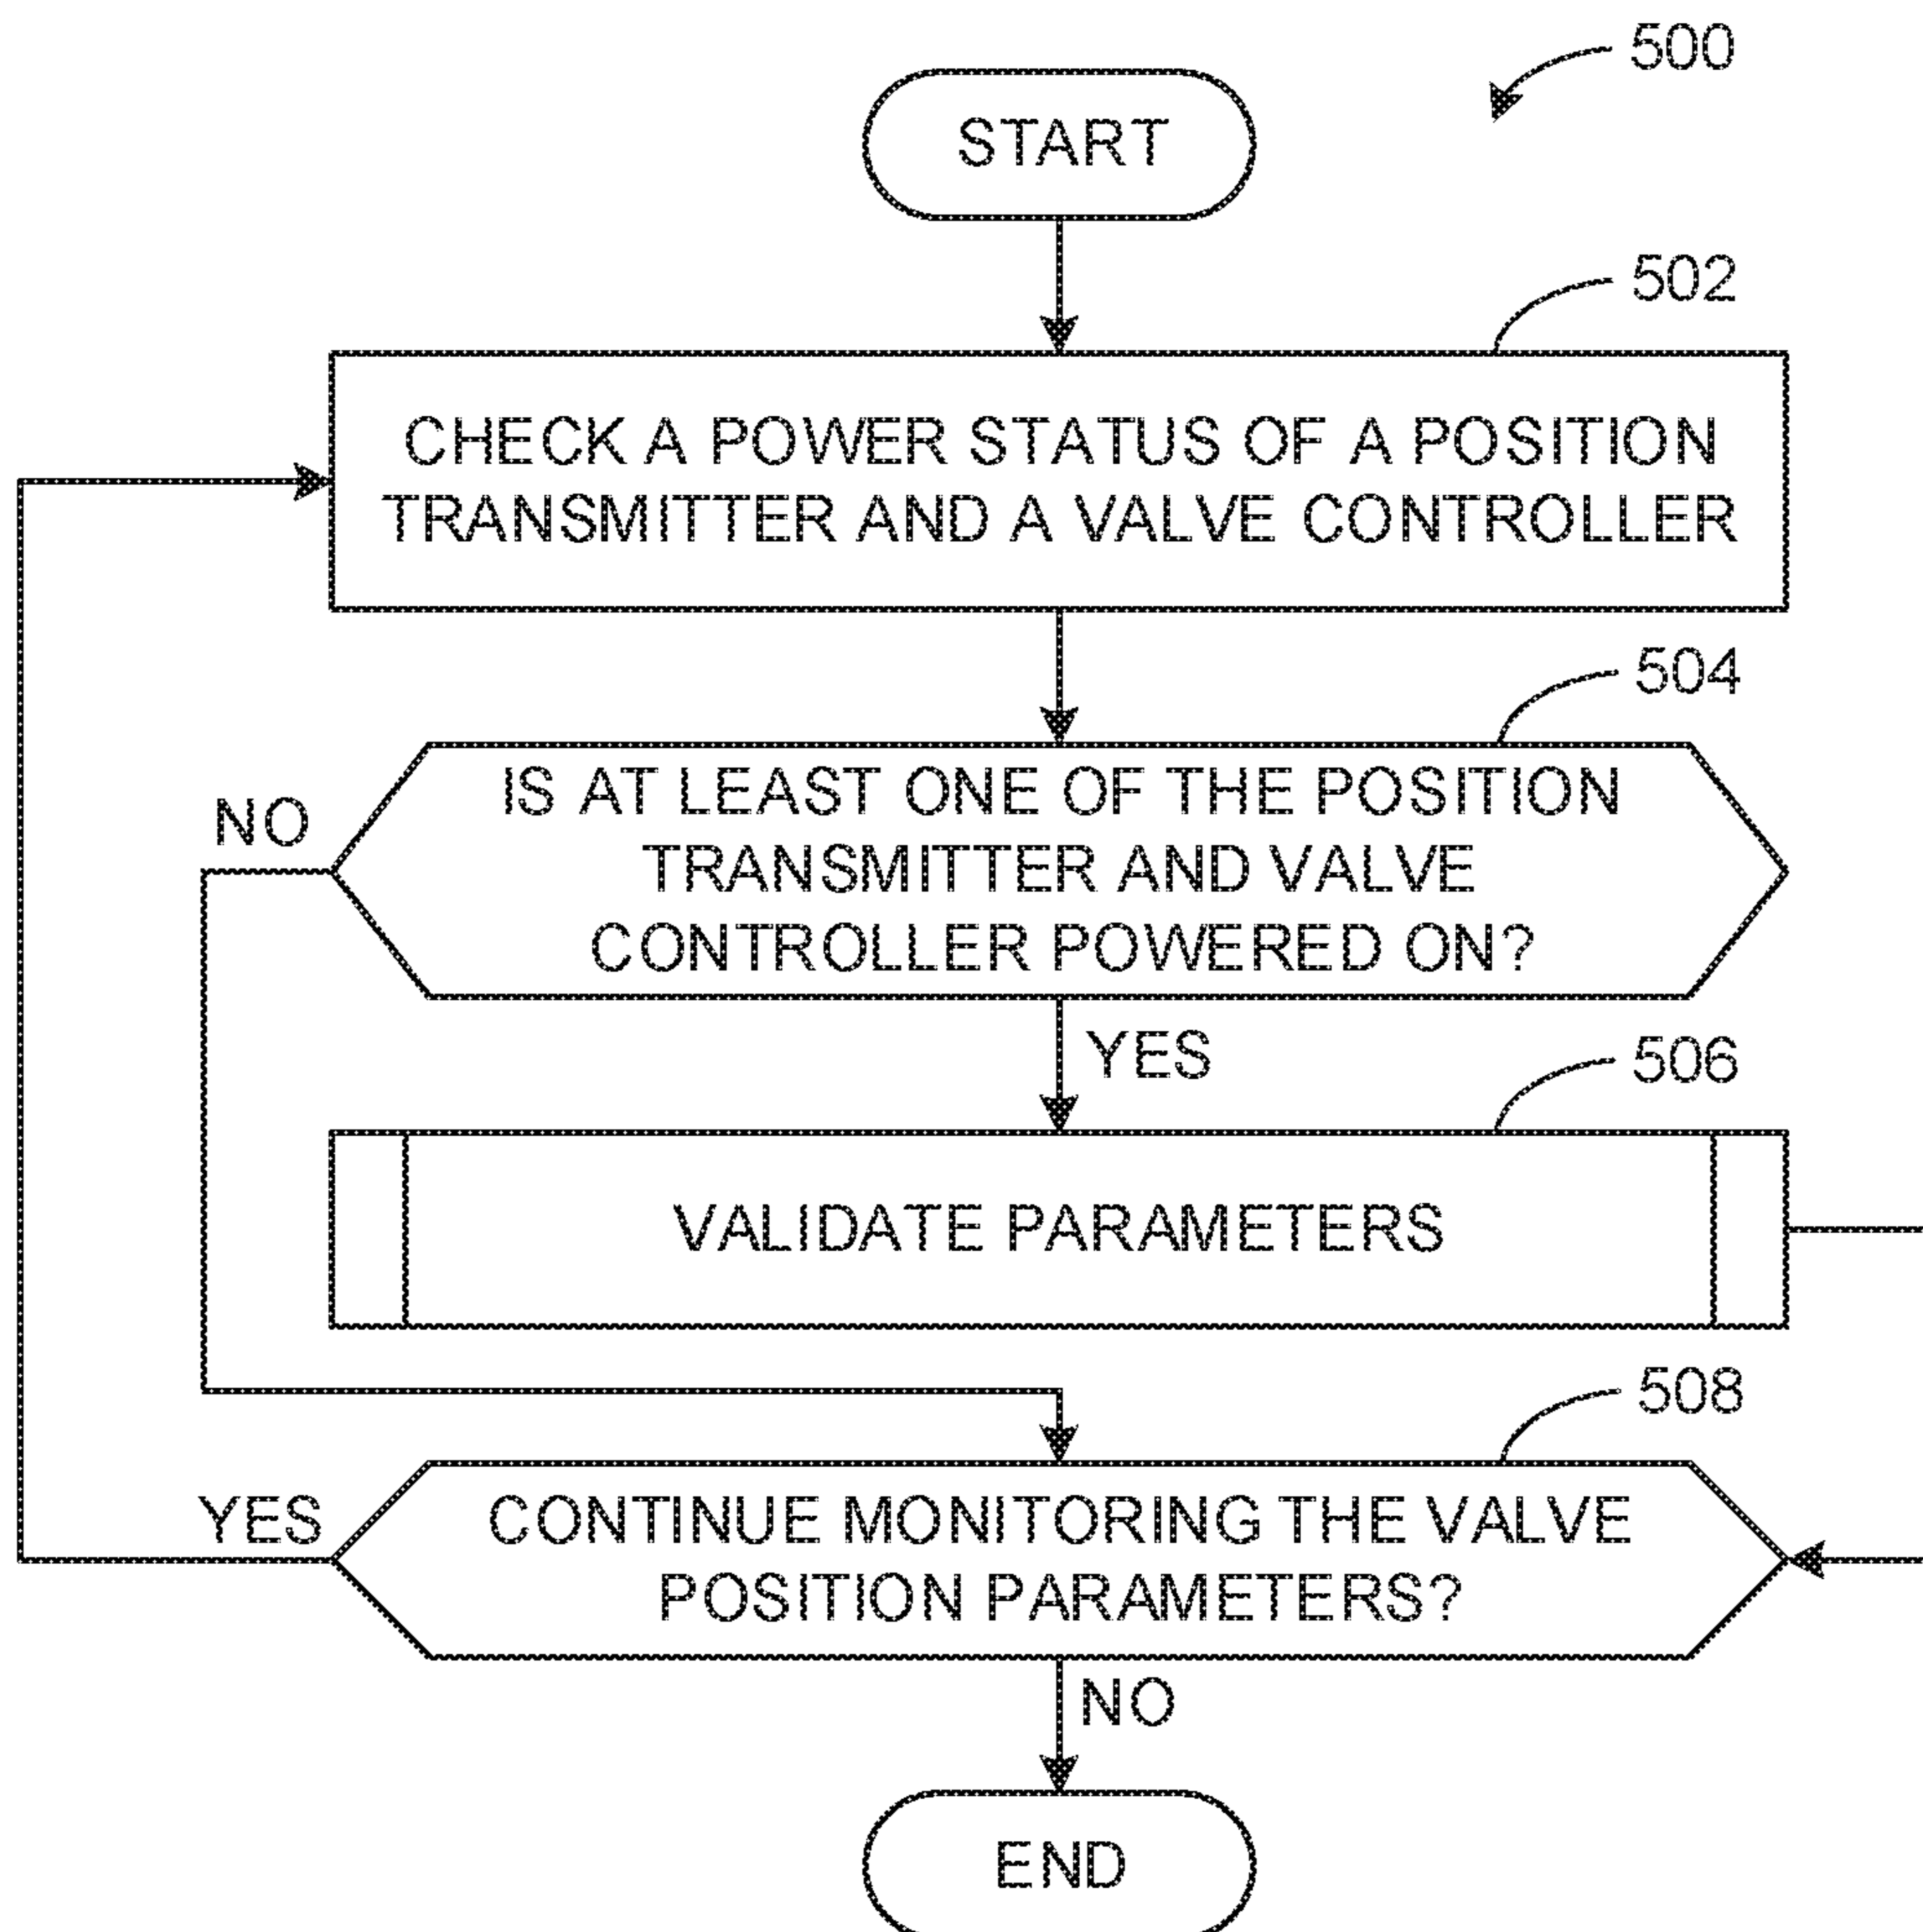 500
START
502
CHECK A POWER STATUS OF A POSITION
TRANSMITTER AND A VALVE CONTROLLER
504
IS AT LEAST ONE OF THE POSITION
TRANSMITTER AND VALVE
CONTROLLER POWERED ON?
NO
YES
506
VALIDATE PARAMETERS
508
CONTINUE MONITORING THE VALVE
POSITION PARAMETERS?
YES
NO
END